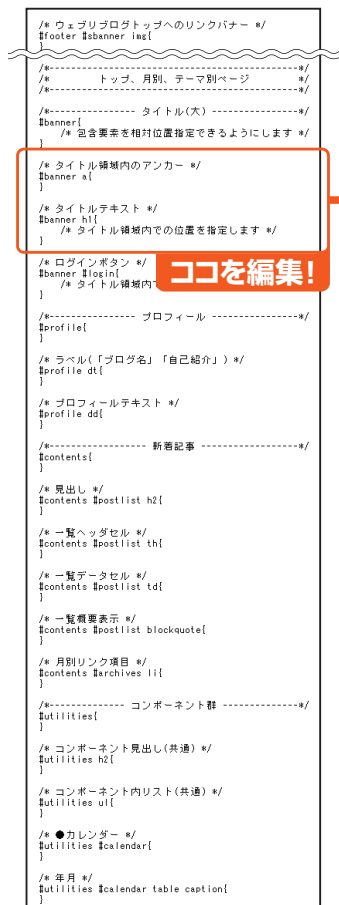 /* ウェブリブログトップへのリンクバナー */
#footer #sbanner img{
}
/*---------------------------------------*/
/*        トップ、月別、テーマ別ページ        */
/*---------------------------------------*/
/*-------------- タイトル(大) --------------*/
#banner{
/* 包含要素を相対位置指定できるようにします */
}
/* タイトル領域内のアンカー */
#banner a{
}
/* タイトルテキスト */
#banner h1{
/* タイトル領域内での位置を指定します */
}
/* ログインボタン */
#banner #login{
/* タイトル領域内
}
ココを編集!
/*-------------- プロフィール --------------*/
#profile{
}
/* ラベル(「ブログ名」「自己紹介」) */
#profile dt{
}
/* プロフィールテキスト */
#profile dd{
}
/*---------------- 新着記事 ----------------*/
#contents{
}
/* 見出し */
#contents #postlist h2{
}
/* 一覧ヘッダセル */
#contents #postlist th{
}
/* 一覧データセル */
#contents #postlist td{
}
/* 一覧概要表示 */
#contents #postlist blockquote{
}
/* 月別リンク項目 */
#contents #archives li{
}
/*------------- コンポーネント群 -------------*/
#utilities{
}
/* コンポーネント見出し(共通) */
#utilities h2{
}
/* コンポーネント内リスト(共通) */
#utilities ul{
}
/* ●カレンダー */
#utilities #calendar{
}
/* 年月 */
#utilities #calendar table caption{
}